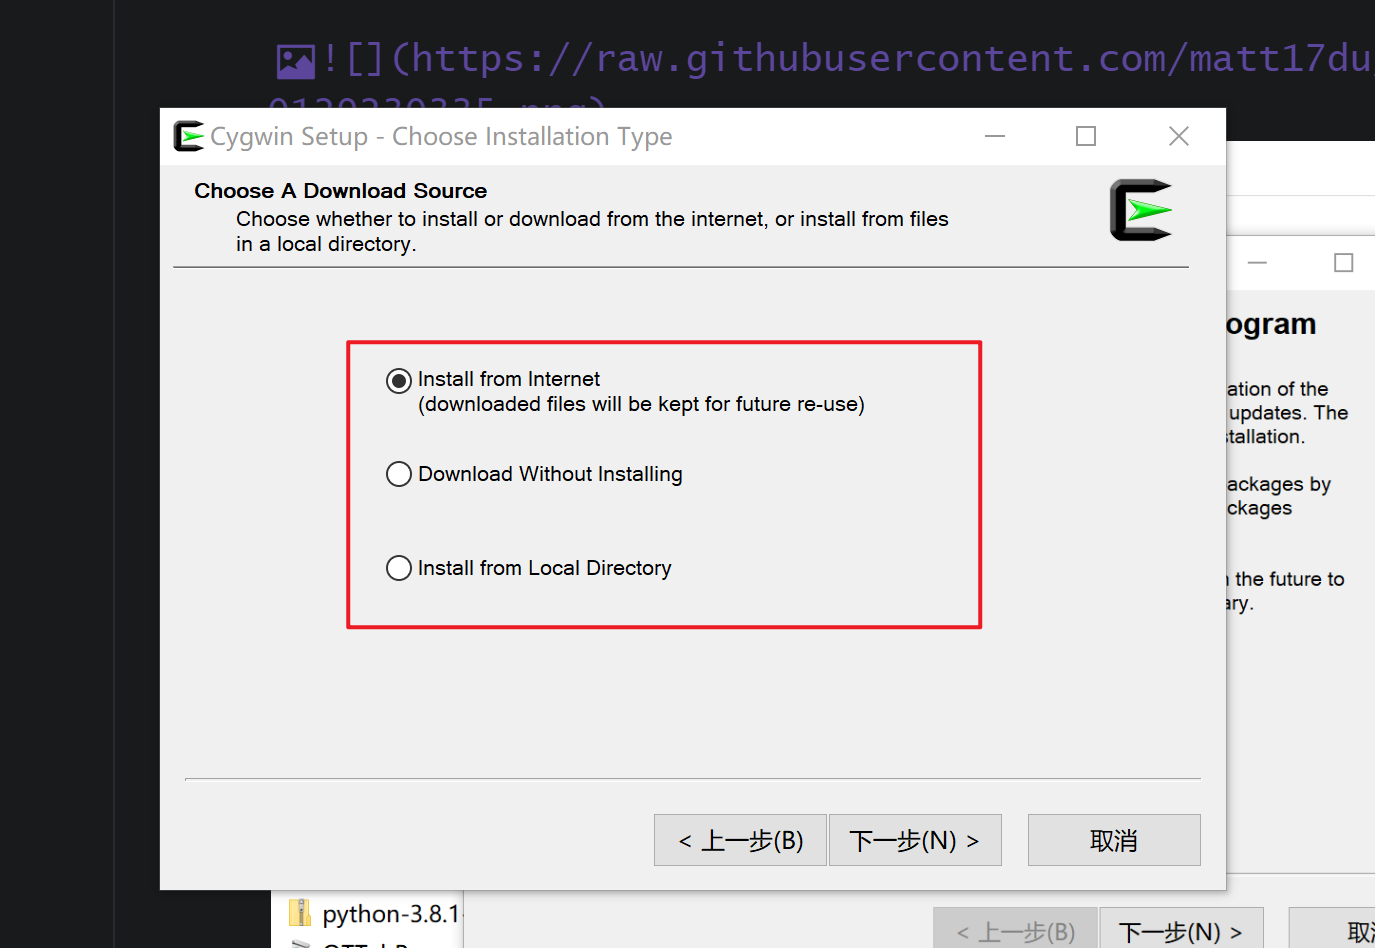 ![](https://raw.githubusercontent.com/matt17du
Cygwin Setup - Choose Installation Type
Choose A Download Source
Choose whether to install or download from the internet, or install from files
in a local directory.
Install from Internet
(downloaded files will be kept for future re-use)
Download Without Installing
Install from Local Directory
< 上一步(B)
下一步(N) >
取消
ogram
ation of the
updates. The
stallation.
ackages by
ckages
the future to
ary.
python-3.8.1
< 上一步(B)
下一步(N) >
取